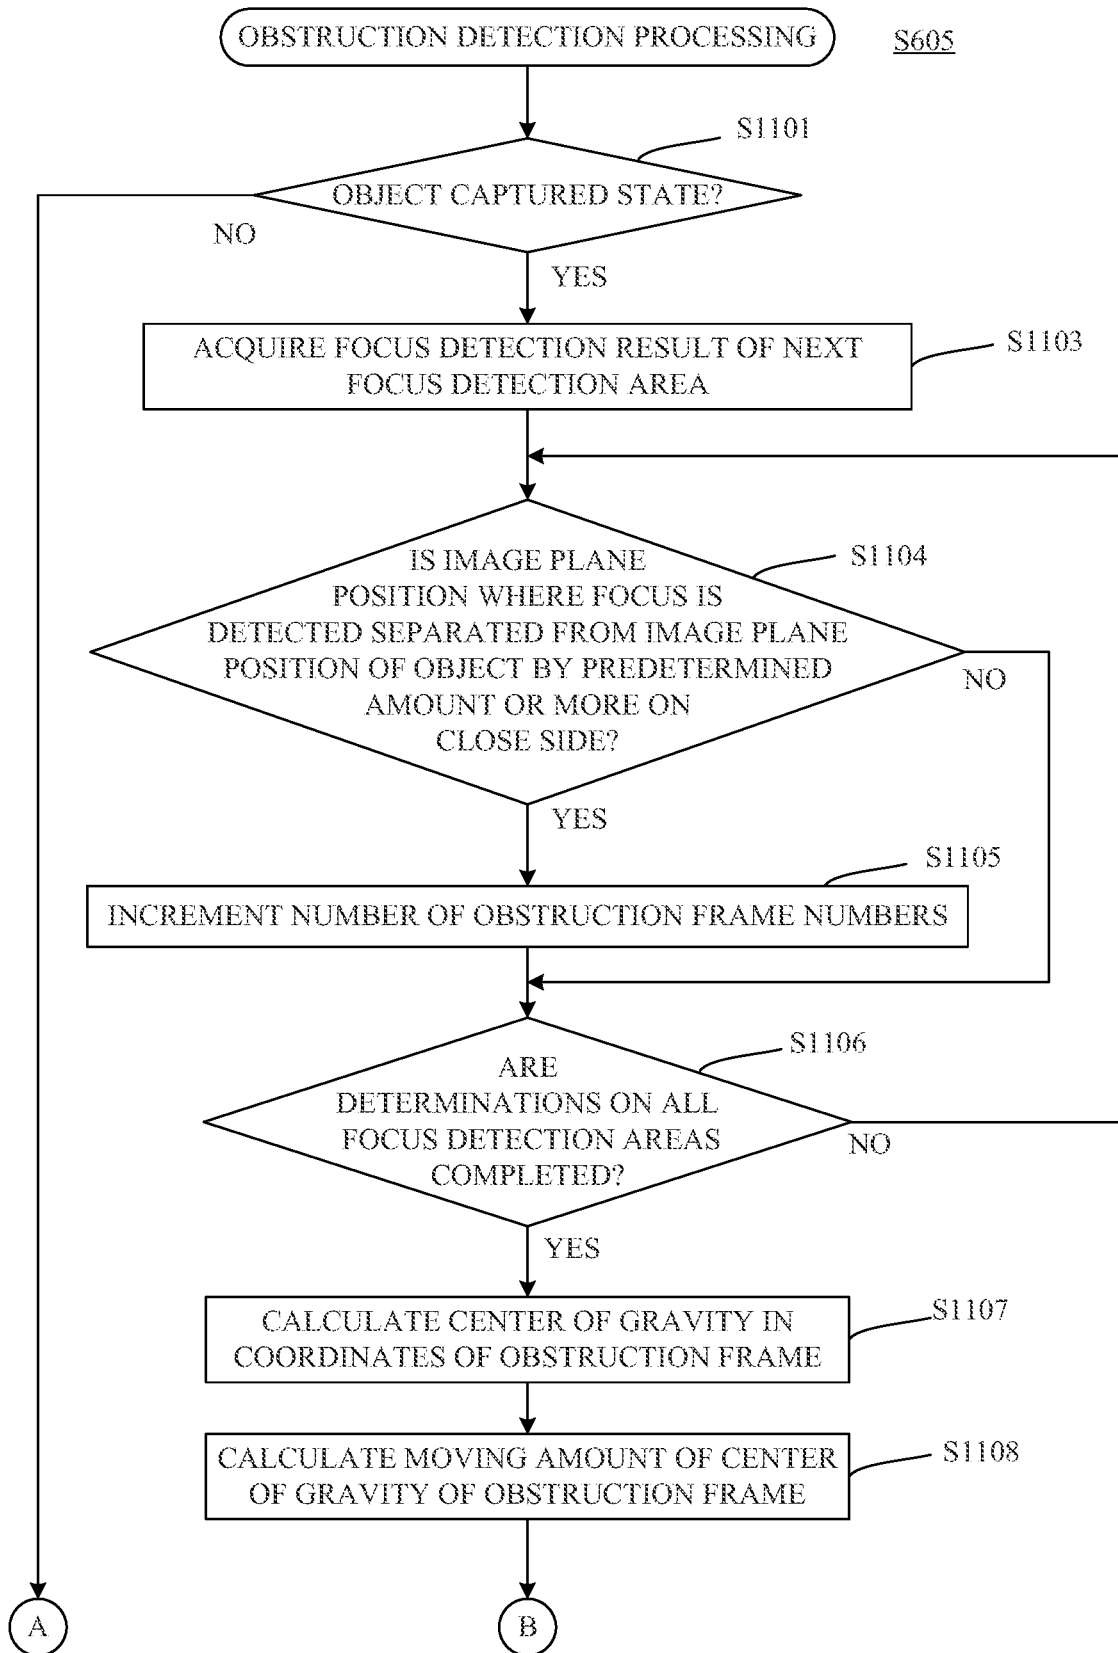 OBSTRUCTION DETECTION PROCESSING
S605
S1101
OBJECT CAPTURED STATE?
NO
YES
ACQUIRE FOCUS DETECTION RESULT OF NEXT
FOCUS DETECTION AREA
S1103
IS IMAGE PLANE
POSITION WHERE FOCUS IS
DETECTED SEPARATED FROM IMAGE PLANE
POSITION OF OBJECT BY PREDETERMINED
AMOUNT OR MORE ON
CLOSE SIDE?
S1104
NO
YES
S1105
INCREMENT NUMBER OF OBSTRUCTION FRAME NUMBERS
S1106
ARE
DETERMINATIONS ON ALL
FOCUS DETECTION AREAS
COMPLETED?
NO
YES
CALCULATE CENTER OF GRAVITY IN
COORDINATES OF OBSTRUCTION FRAME
S1107
CALCULATE MOVING AMOUNT OF CENTER
OF GRAVITY OF OBSTRUCTION FRAME
S1108
A
B